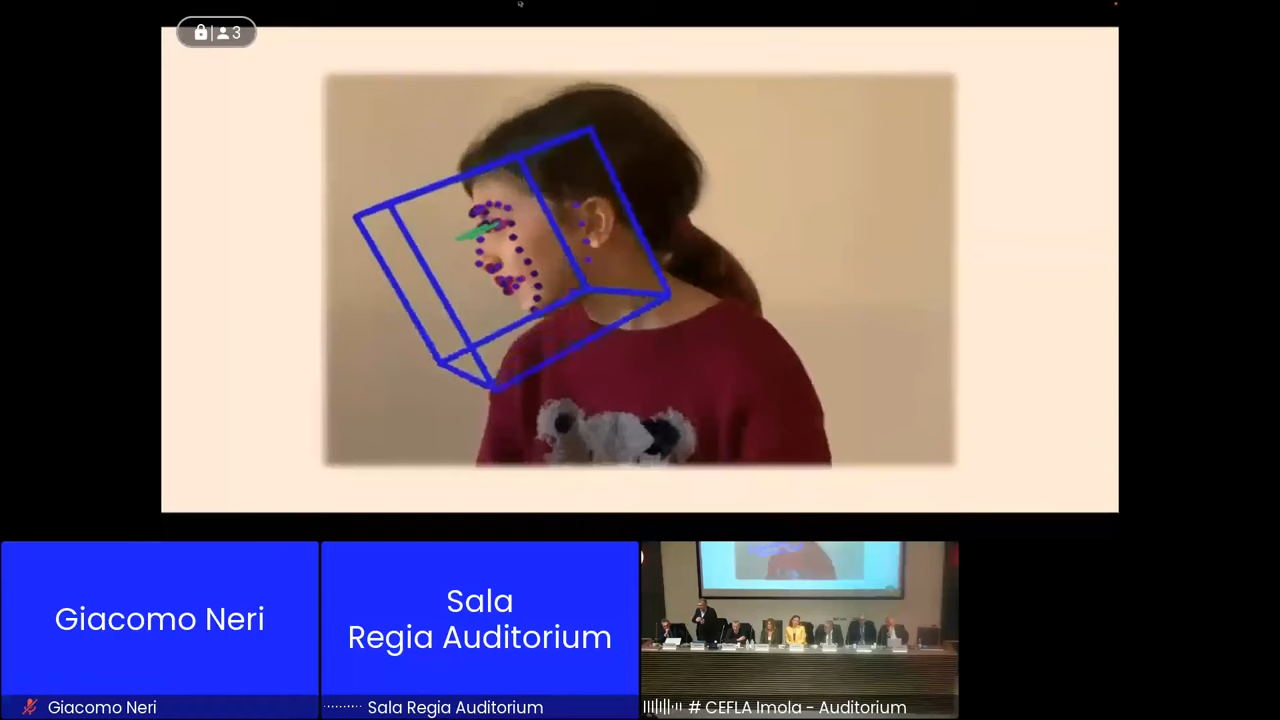 3
Giacomo Neri
Sala
Regia Auditorium
Giacomo Neri
Sala Regia Auditorium
# CEFLA Imola - Auditorium